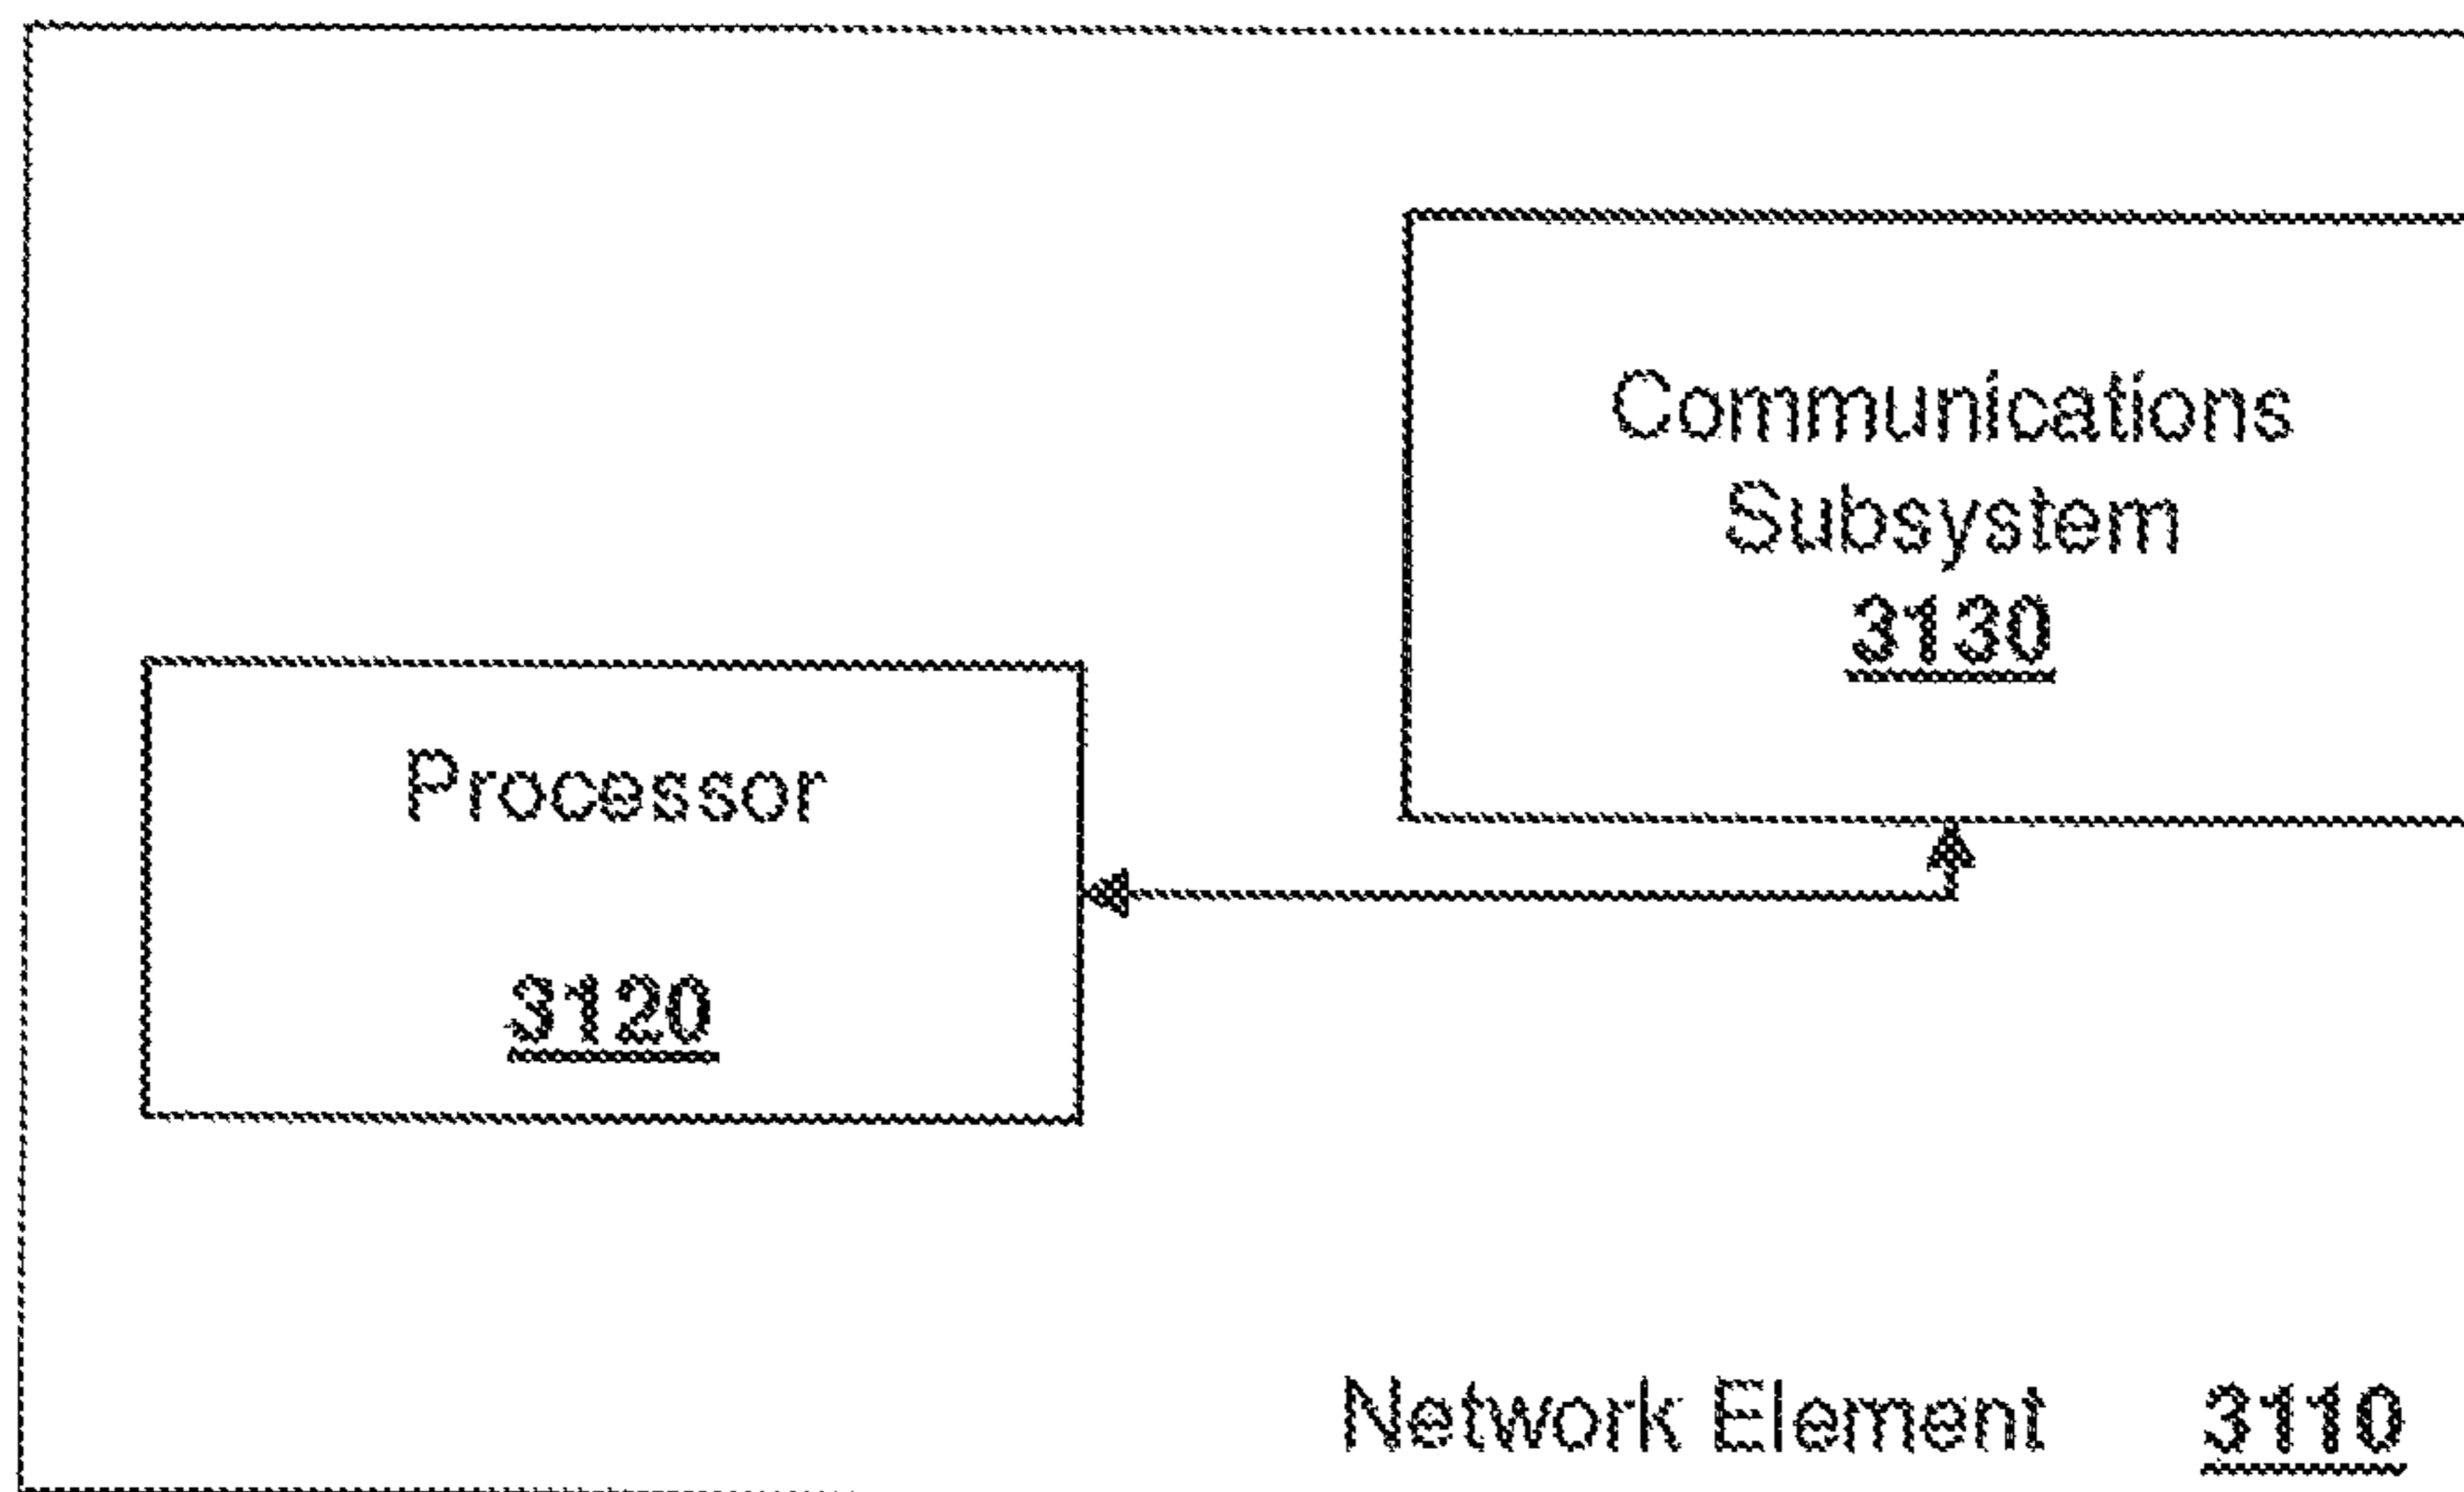 Communications
Subsystem
3130
Processor
3120
Network Element 3110